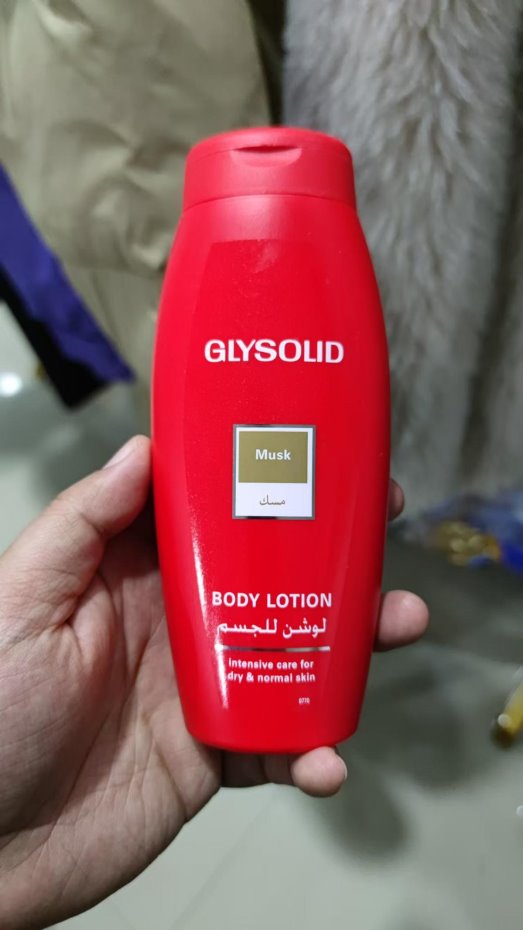 GLYSOLID
Musk
مسك
BODY LOTION
لوشن للجسم
intensive care for
dry & normal skin